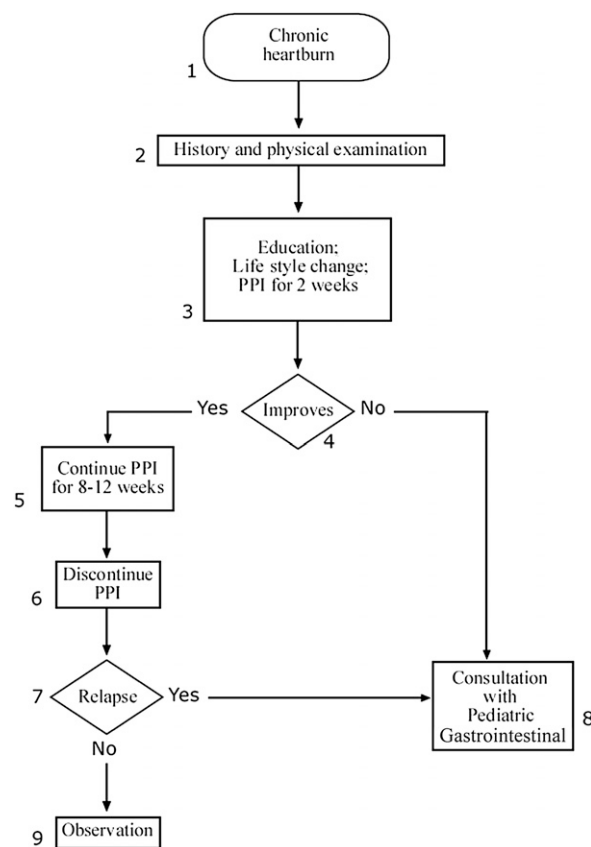 Chronic
heartburn
1
History and physical examination
2
Education;
Life style change;
PPI for 2 weeks
3
Yes
Improves
No
4
Continue PPI
for 8-12 weeks
5
Discontinue
PPI
6
7
Relapse
Yes
Consultation
with
Pediatric
Gastrointestinal
8
No
9
Observation